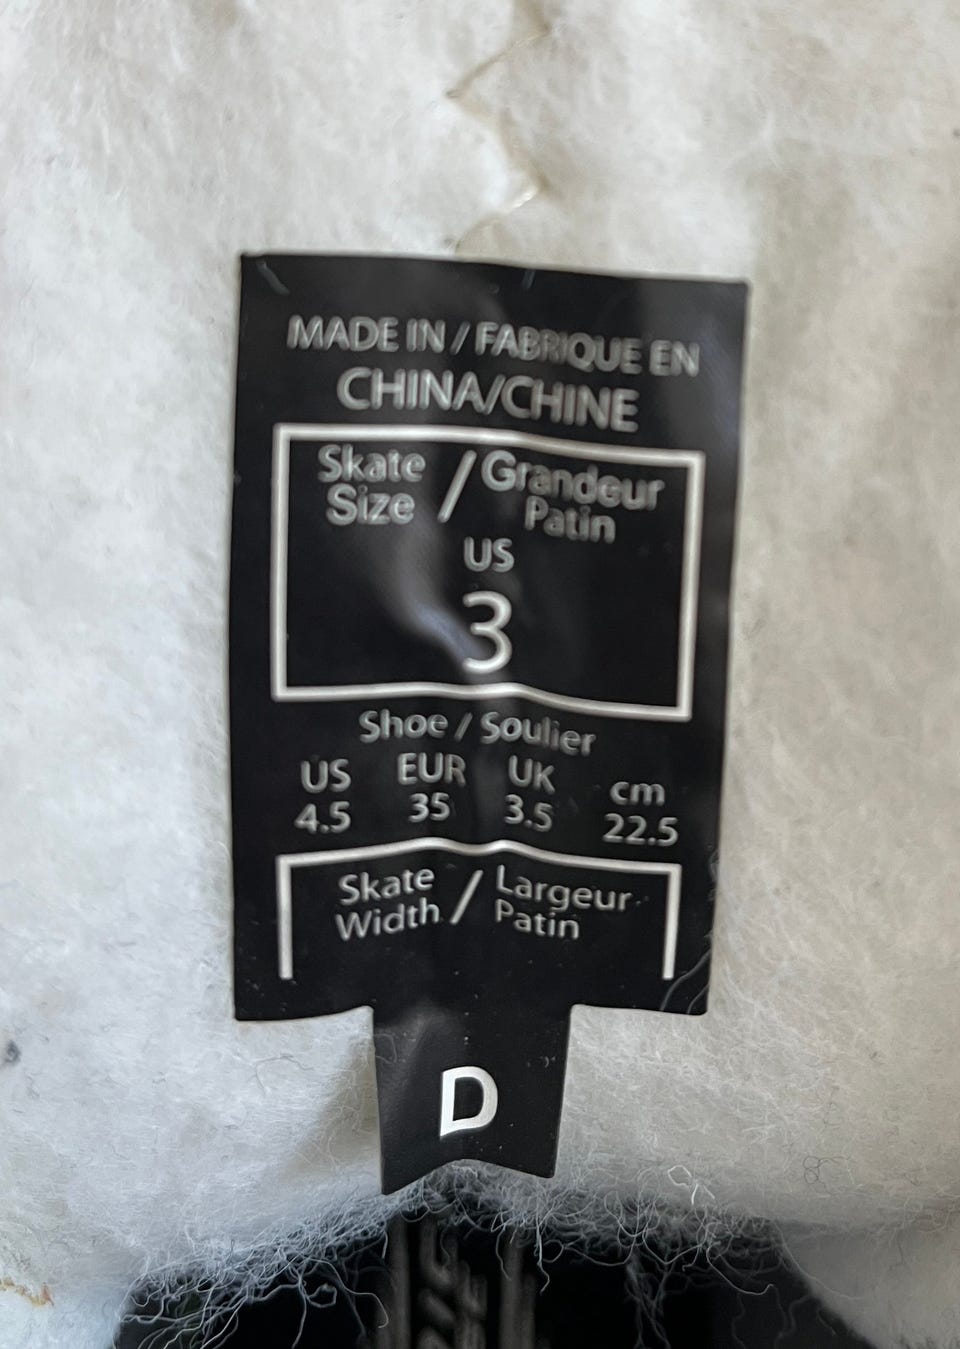 MADE IN / FABRIQUE EN
CHINA/CHINE
Skate Size / Grandeur Patin
US
3
Shoe / Soulier
US EUR UK cm
4.5 35 3.5 22.5
Skate Width / Largeur Patin
D